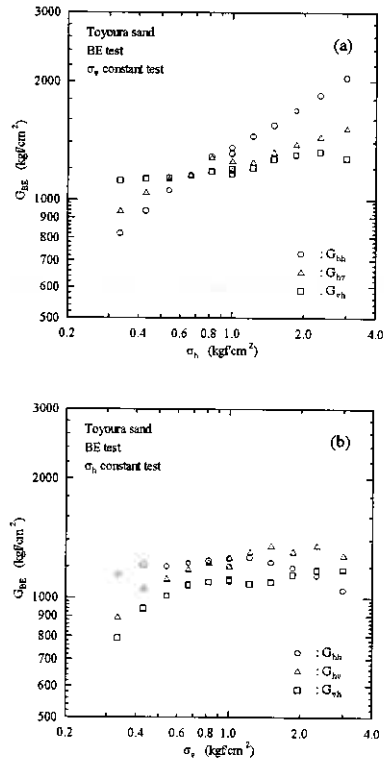 3000
Toyoura sand
(a)
BE test
σv constant test
2000
GBE (kgf/cm²)
1000
900
800
700
600
500
○ : Ghh
△ : Ghv
□ : Gvh
0.2 0.4 0.6 0.8 1.0 2.0 4.0
σh (kgf/cm²)
3000
Toyoura sand
(b)
BE test
σh constant test
2000
GBE (kgf/cm²)
1000
900
800
700
600
500
○ : Ghh
△ : Ghv
□ : Gvh
0.2 0.4 0.6 0.8 1.0 2.0 4.0
σv (kgf/cm²)